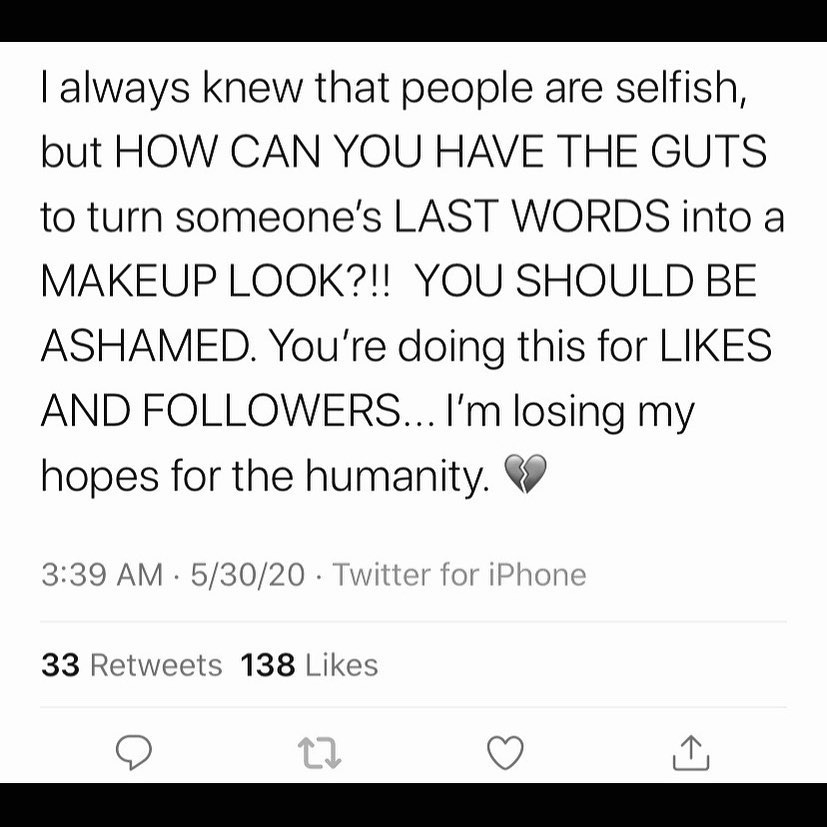 I always knew that people are selfish,
but HOW CAN YOU HAVE THE GUTS
to turn someone’s LAST WORDS into a
MAKEUP LOOK?!! YOU SHOULD BE
ASHAMED. You’re doing this for LIKES
AND FOLLOWERS... I’m losing my
hopes for the humanity. 💔
3:39 AM · 5/30/20 · Twitter for iPhone
33 Retweets 138 Likes